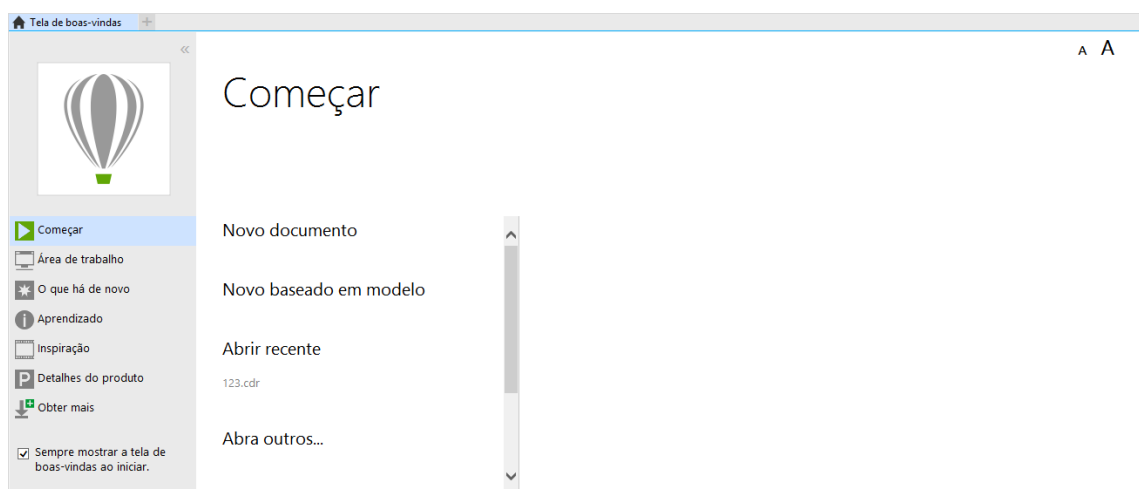 Tela de boas-vindas
«
A A
Começar
Começar
Área de trabalho
O que há de novo
Aprendizado
Inspiração
P Detalhes do produto
Obter mais
Sempre mostrar a tela de
boas-vindas ao iniciar.
Novo documento
Novo baseado em modelo
Abrir recente
123.cdr
Abra outros...